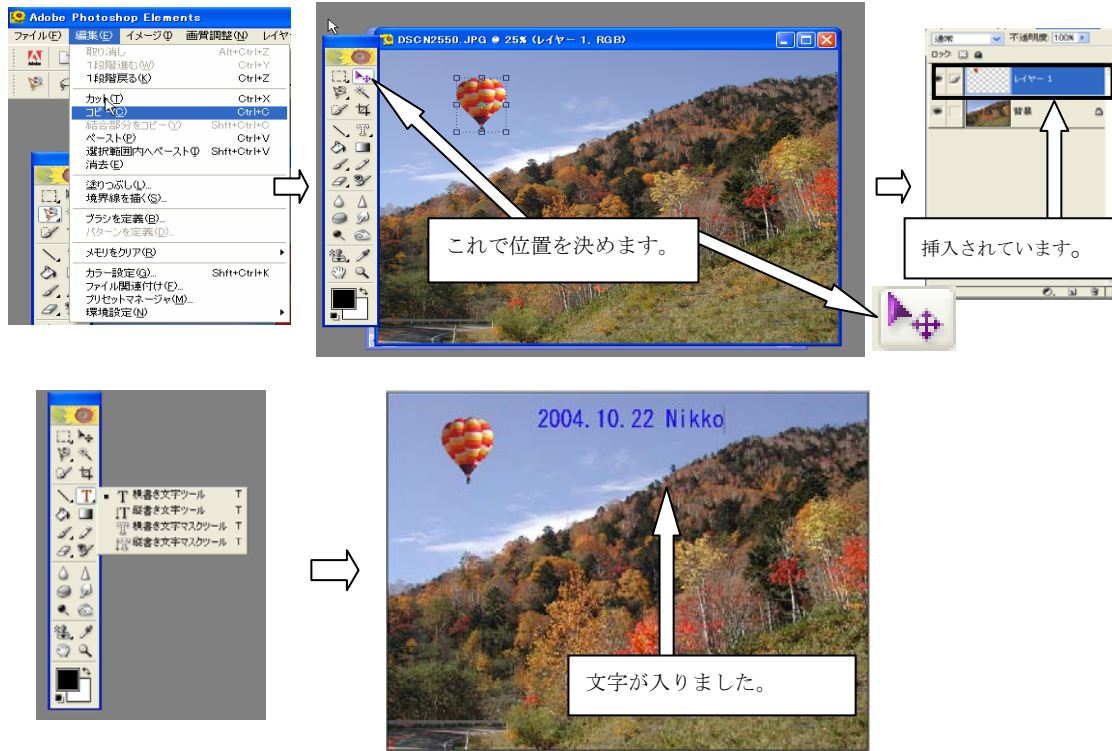 Adobe Photoshop Elements
ファイル(F) 編集(E) イメージ(I) 画質調整(N) レイヤー
取り消し Alt+Ctrl+Z
1段階進む(W) Ctrl+Y
1段階戻る(K) Ctrl+Z
カット(T) Ctrl+X
コピー(C) Ctrl+C
結合部分をコピー(Y) Shft+Ctrl+C
ペースト(P) Ctrl+V
選択範囲内へペースト(I) Shft+Ctrl+V
消去(E)
塗りつぶし(L)...
境界線を描く(S)...
ブラシを定義(B)...
パターンを定義(D)...
メモリをクリア(R)
カラー設定(G)... Shft+Ctrl+K
ファイル関連付け(F)...
プリセットマネージャ(M)...
環境設定(N)
DSCN2550.JPG @ 25% (レイヤー 1, RGB)
これで位置を決めます。
通常 不透明度: 100%
ロック:
レイヤー 1
背景
挿入されています。
T 横書き文字ツール T
T 縦書き文字ツール T
横書き文字マスクツール T
縦書き文字マスクツール T
2004.10.22 Nikko
文字が入りました。